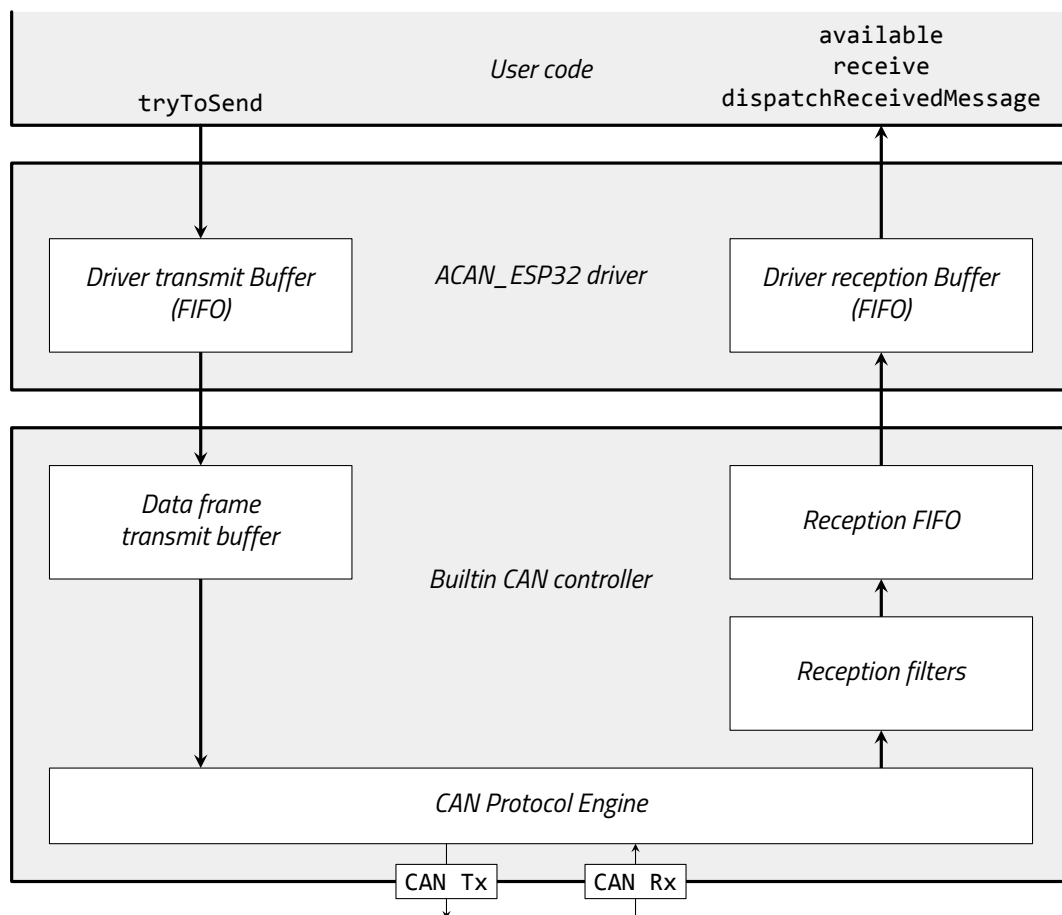 available
receive
dispatchReceivedMessage
User code
tryToSend
Driver transmit Buffer
(FIFO)
ACAN_ESP32 driver
Driver reception Buffer
(FIFO)
Data frame
transmit buffer
Reception FIFO
Builtin CAN controller
Reception filters
CAN Protocol Engine
CAN Tx
CAN Rx